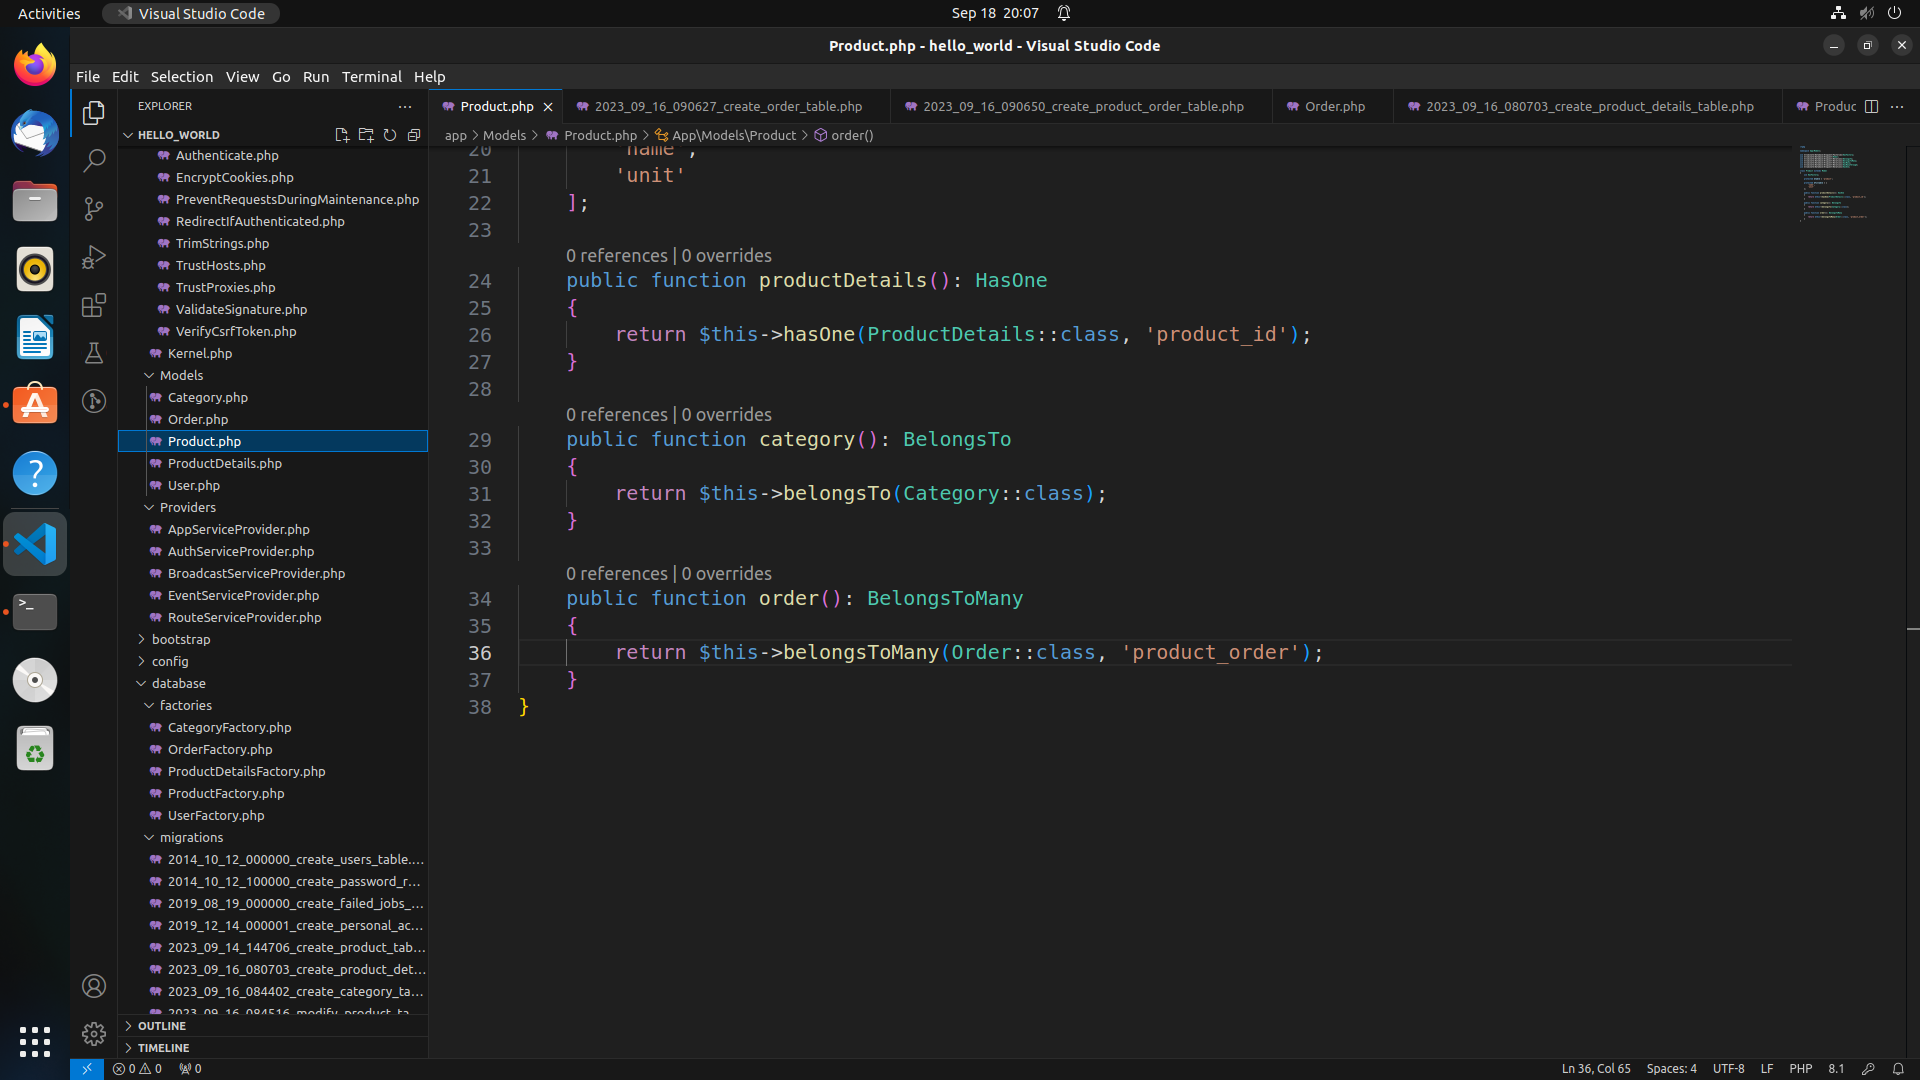 Activities
Visual Studio Code
Sep 18 20:07
Product.php - hello_world - Visual Studio Code
File Edit Selection View Go Run Terminal Help
EXPLORER
HELLO_WORLD
Authenticate.php
EncryptCookies.php
PreventRequestsDuringMaintenance.php
RedirectIfAuthenticated.php
TrimStrings.php
TrustHosts.php
TrustProxies.php
ValidateSignature.php
VerifyCsrfToken.php
Kernel.php
Models
Category.php
Order.php
Product.php
ProductDetails.php
User.php
Providers
AppServiceProvider.php
AuthServiceProvider.php
BroadcastServiceProvider.php
EventServiceProvider.php
RouteServiceProvider.php
bootstrap
config
database
factories
CategoryFactory.php
OrderFactory.php
ProductDetailsFactory.php
ProductFactory.php
UserFactory.php
migrations
2014_10_12_000000_create_users_table....
2014_10_12_100000_create_password_r...
2019_08_19_000000_create_failed_jobs_...
2019_12_14_000001_create_personal_ac...
2023_09_14_144706_create_product_tab...
2023_09_16_080703_create_product_det...
2023_09_16_084402_create_category_ta...
2023_09_16_084516_modify_product_ta...
OUTLINE
TIMELINE
Product.php
2023_09_16_090627_create_order_table.php
2023_09_16_090650_create_product_order_table.php
Order.php
2023_09_16_080703_create_product_details_table.php
Produc
app > Models > Product.php > App\Models\Product > order()
20 'name',
21 'unit'
22 ];
23
0 references | 0 overrides
24 public function productDetails(): HasOne
25 {
26 return $this->hasOne(ProductDetails::class, 'product_id');
27 }
28
0 references | 0 overrides
29 public function category(): BelongsTo
30 {
31 return $this->belongsTo(Category::class);
32 }
33
0 references | 0 overrides
34 public function order(): BelongsToMany
35 {
36 return $this->belongsToMany(Order::class, 'product_order');
37 }
38 }
0 0 0
Ln 36, Col 65
Spaces: 4
UTF-8
LF
PHP
8.1